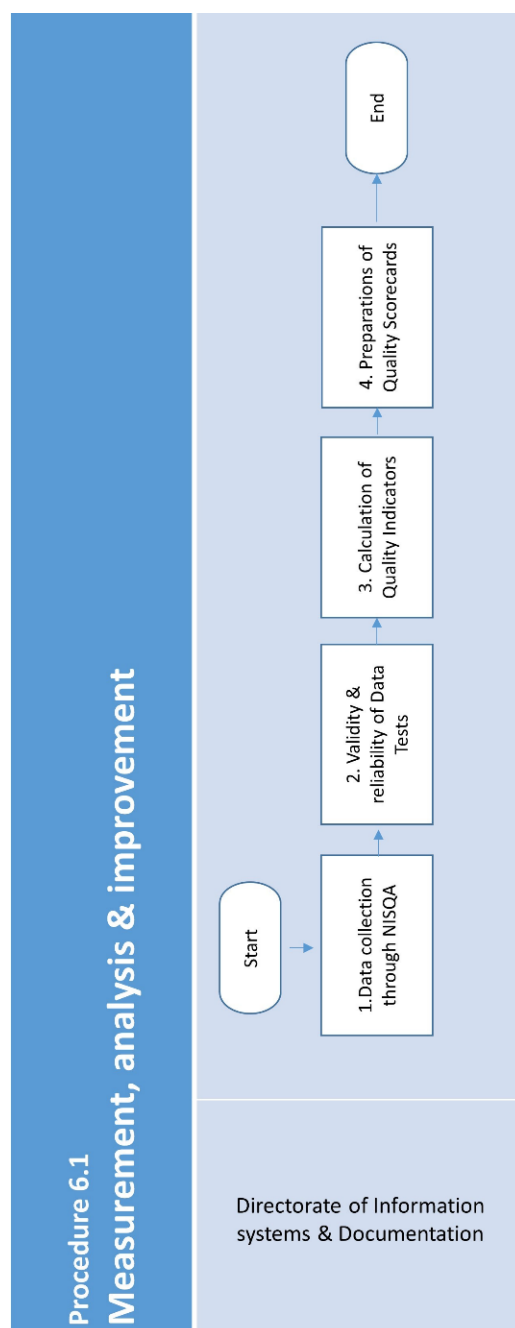 Procedure 6.1
Measurement, analysis & improvement
Directorate of Information
systems & Documentation
Start
1.Data collection
through NISQA
2. Validity &
reliability of Data
Tests
3. Calculation of
Quality Indicators
4. Preparations of
Quality Scorecards
End